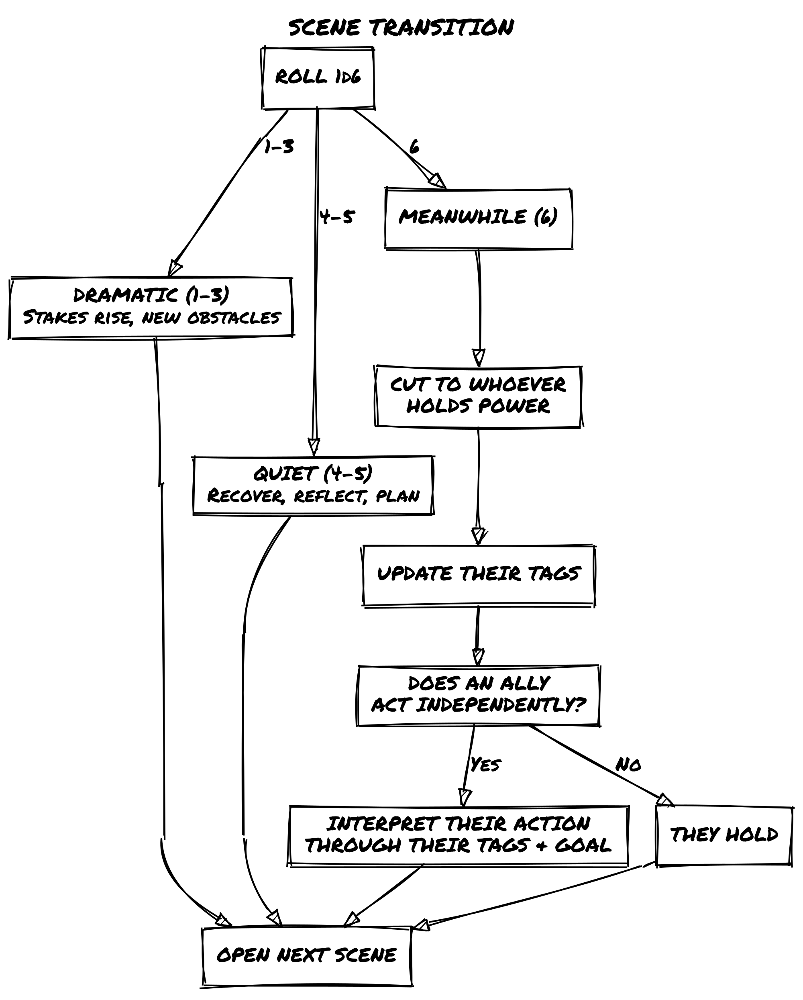 SCENE TRANSITION
ROLL 1D6
1-3
6
4-5
MEANWHILE (6)
DRAMATIC (1-3)
STAKES RISE, NEW OBSTACLES
CUT TO WHOEVER
HOLDS POWER
QUIET (4-5)
RECOVER, REFLECT, PLAN
UPDATE THEIR TAGS
DOES AN ALLY
ACT INDEPENDENTLY?
YES
NO
INTERPRET THEIR ACTION
THROUGH THEIR TAGS + GOAL
THEY HOLD
OPEN NEXT SCENE